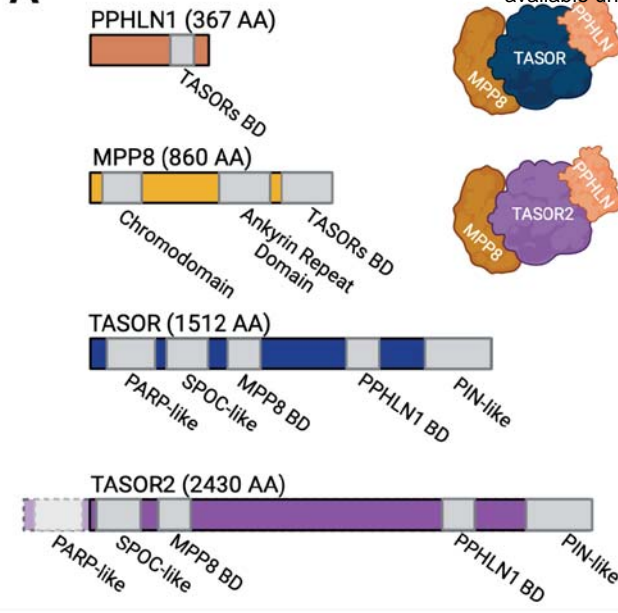 PPHLN1 (367 AA)
TASORs BD
MPP8 (860 AA)
Chromodomain
Ankyrin Repeat
Domain
TASORs BD
TASOR (1512 AA)
PARP-like
SPOC-like
MPP8 BD
PPHLN1 BD
PIN-like
TASOR2 (2430 AA)
PARP-like
SPOC-like
MPP8 BD
PPHLN1 BD
PIN-like
MPP8
TASOR
PPHLN
MPP8
TASOR2
PPHLN